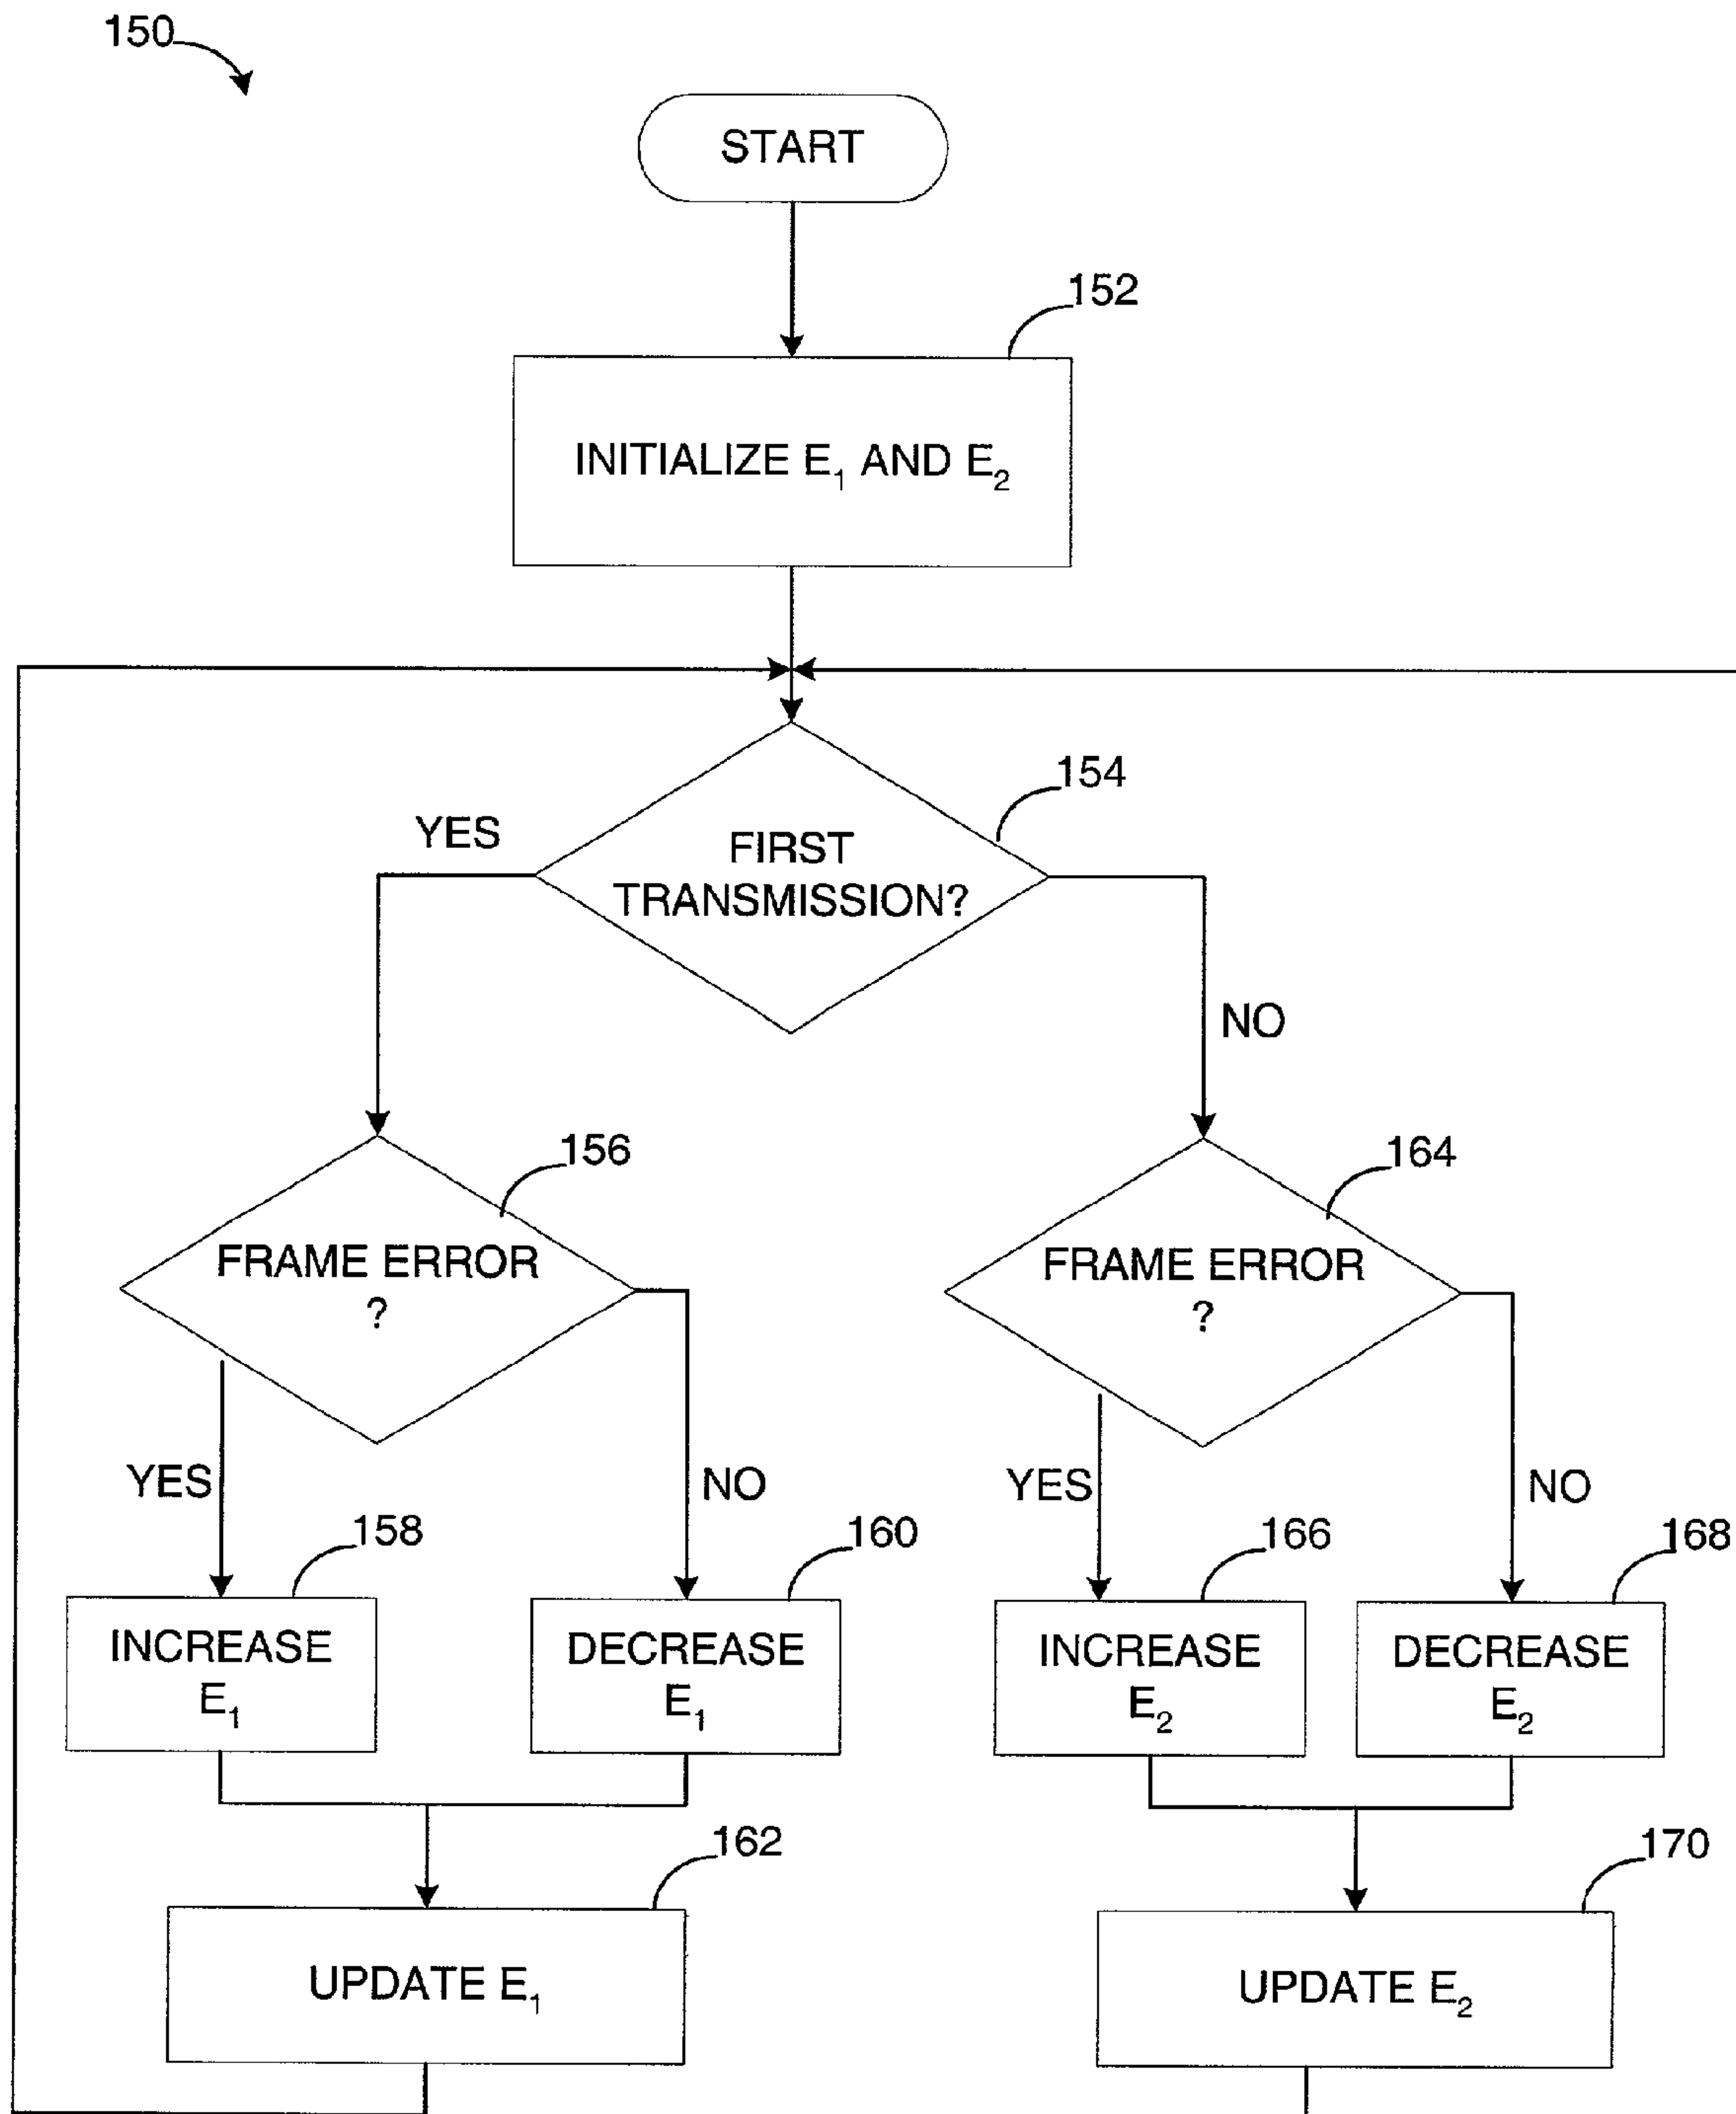 150
START
152
INITIALIZE E₁ AND E₂
154
YES
FIRST
TRANSMISSION?
NO
156
164
FRAME ERROR
?
FRAME ERROR
?
YES
NO
YES
NO
158
160
166
168
INCREASE
E₁
DECREASE
E₁
INCREASE
E₂
DECREASE
E₂
162
170
UPDATE E₁
UPDATE E₂